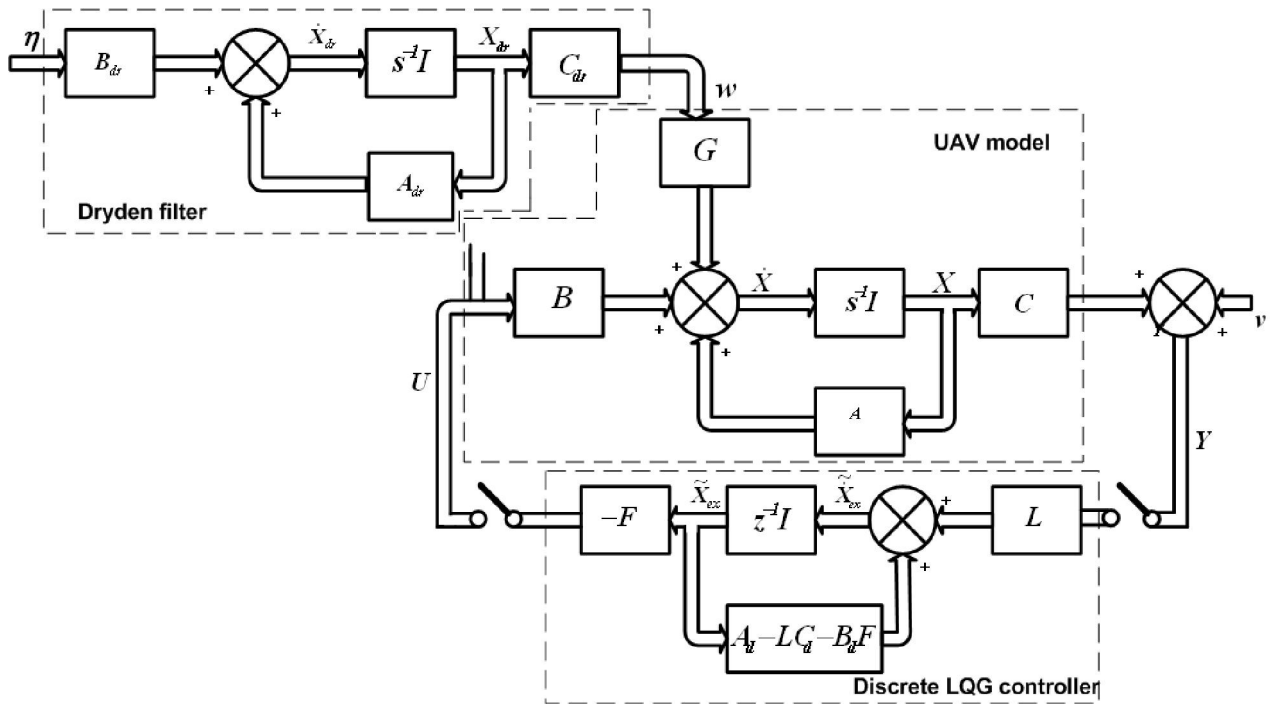 η
B_dr
+
+
Ẋ_dr
s⁻¹I
X_dr
C_dr
w
A_dr
Dryden filter
G
UAV model
U
B
+
+
+
Ẋ
s⁻¹I
X
C
+
+
v
A
Y
−F
X̃_ex
z⁻¹I
Ẋ̃_ex
+
+
L
A_d−LC_d−B_dF
Discrete LQG controller